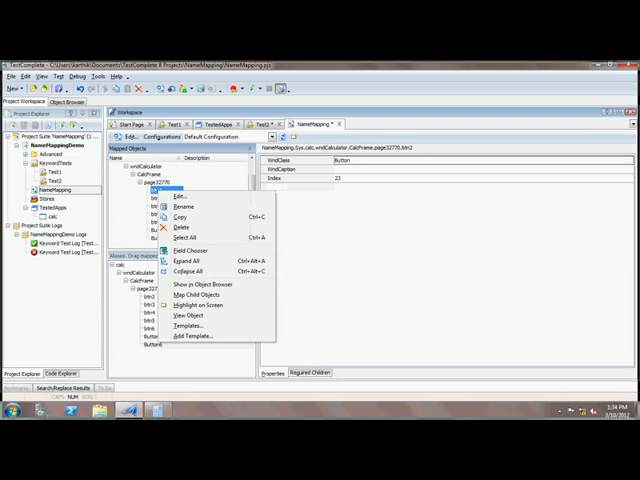 TestComplete - C:\Users\karthik\Documents\TestComplete 8 Projects\NameMapping\NameMapping.pjs
File Edit View Test Debug Tools Help
New
Project Workspace Object Browser
Project Explorer
Workspace
Start Page Test1 TestedApps Test2 * NameMapping *
Edit... Configurations: Default Configuration
Project Suite 'NameMapping'
NameMappingDemo
Advanced
KeywordTests
Test1
Test2
NameMapping
Stores
TestedApps
calc
Project Suite Logs
NameMappingDemo Logs
Keyword Test Log [Test2]
Keyword Test Log [Test1]
Mapped Objects
Name Description
wndCalculator
CalcFrame
page32770
Edit...
Rename
Copy Ctrl+C
Delete
Select All Ctrl+A
Field Chooser
Expand All Ctrl+Alt+A
Collapse All Ctrl+Alt+C
Show in Object Browser
Map Child Objects
Highlight on Screen
View Object
Templates...
Add Template...
calc
wndCalculator
CalcFrame
btn2
btn3
btn4
btn5
btn6
Button6
NameMapping.Sys.calc.wndCalculator.CalcFrame.page32770.btn2
WndClass Button
WndCaption
Index 23
Properties Required Children
Project Explorer Code Explorer
Bookmarks Search/Replace Results To Do
CAPS NUM SCRL
1:34 PM
3/10/2012